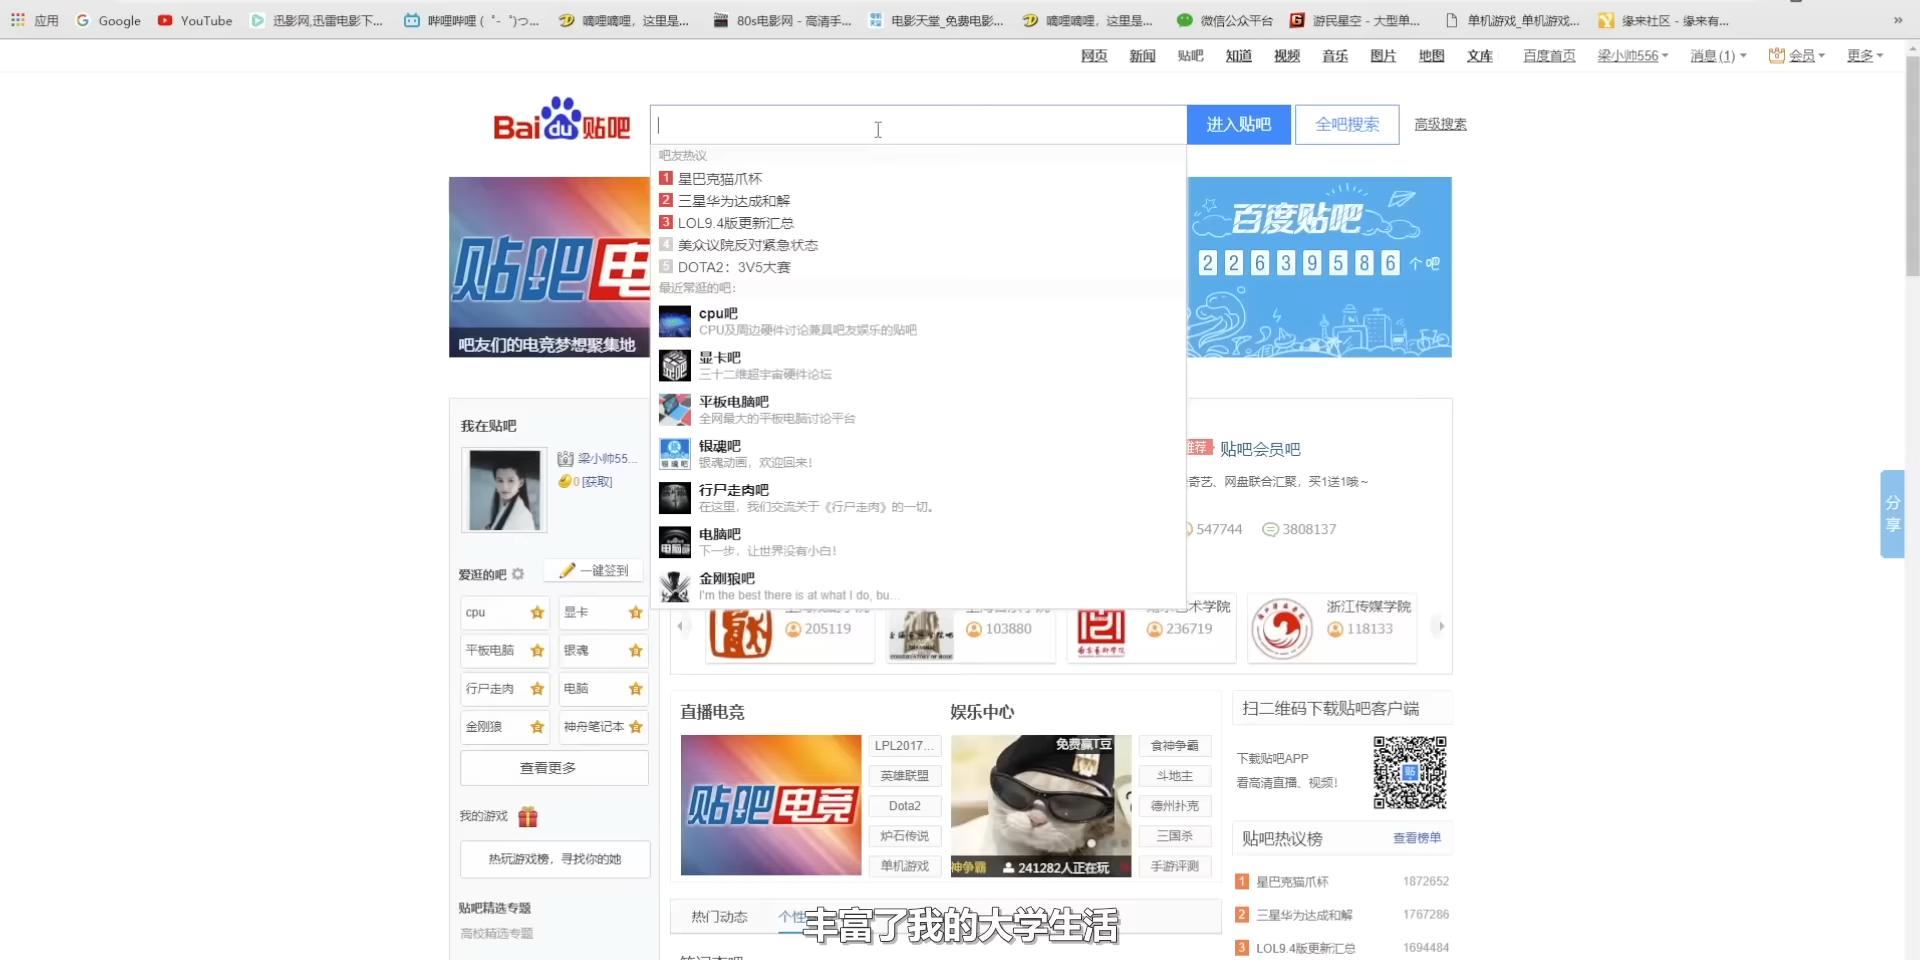 应用 Google YouTube 迅影网,迅雷电影下... 哔哩哔哩 (゜-゜)つ... 嘀哩嘀哩，这里是... 80s电影网 - 高清手... 电影天堂_免费电影... 嘀哩嘀哩，这里是... 微信公众平台 游民星空 - 大型单... 单机游戏_单机游戏... 缘来社区 - 缘来有... »
网页 新闻 贴吧 知道 视频 音乐 图片 地图 文库 百度首页 梁小帅556 消息(1) 会员 更多
Bai du 贴吧 进入贴吧 全吧搜索 高级搜索
吧友热议
1 星巴克猫爪杯
2 三星华为达成和解
3 LOL9.4版更新汇总
4 美众议院反对紧急状态
5 DOTA2：3V5大赛
最近常逛的吧:
cpu吧
CPU及周边硬件讨论兼具吧友娱乐的贴吧
显卡吧
三十二维超宇宙硬件论坛
平板电脑吧
全网最大的平板电脑讨论平台
银魂吧
银魂动画，欢迎回来！
行尸走肉吧
在这里，我们交流关于《行尸走肉》的一切。
电脑吧
下一步，让世界没有小白！
金刚狼吧
I'm the best there is at what I do, bu...
贴吧电
吧友们的电竞梦想聚集地
百度贴吧
22639586个吧
我在贴吧
梁小帅55...
0[获取]
爱逛的吧 一键签到
cpu 显卡
平板电脑 银魂
行尸走肉 电脑
金刚狼 神舟笔记本
查看更多
我的游戏
热玩游戏榜，寻找你的她
贴吧精选专题
高校精选专题
推荐 贴吧会员吧
奇艺、网盘联合汇聚，买1送1哦~
547744 3808137
205119 103880 艺术学院 236719 浙江传媒学院 118133
直播电竞
贴吧电竞
LPL2017...
英雄联盟
Dota2
炉石传说
单机游戏
娱乐中心
免费赢T豆
神争霸 241282人正在玩
食神争霸
斗地主
德州扑克
三国杀
手游评测
扫二维码下载贴吧客户端
下载贴吧APP
看高清直播、视频！
贴
贴吧热议榜 查看榜单
1 星巴克猫爪杯 1872652
2 三星华为达成和解 1767286
3 LOL9.4版更新汇总 1694484
热门动态 个性
丰富了我的大学生活
分享